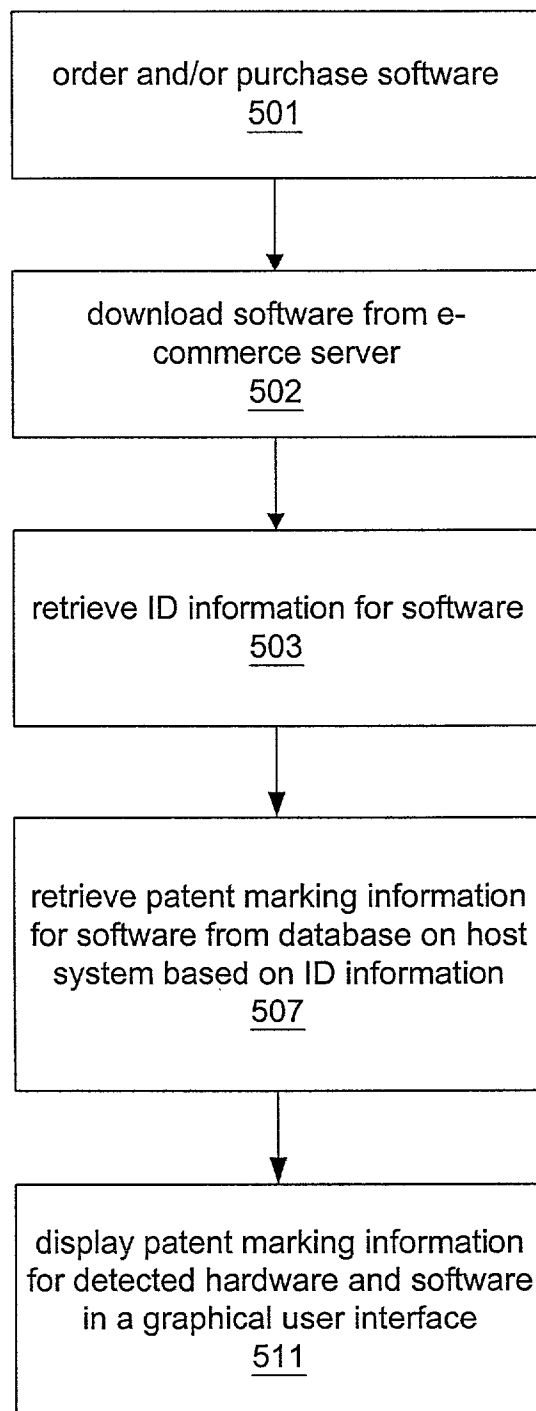 order and/or purchase software
501
download software from e-
commerce server
502
retrieve ID information for software
503
retrieve patent marking information
for software from database on host
system based on ID information
507
display patent marking information
for detected hardware and software
in a graphical user interface
511